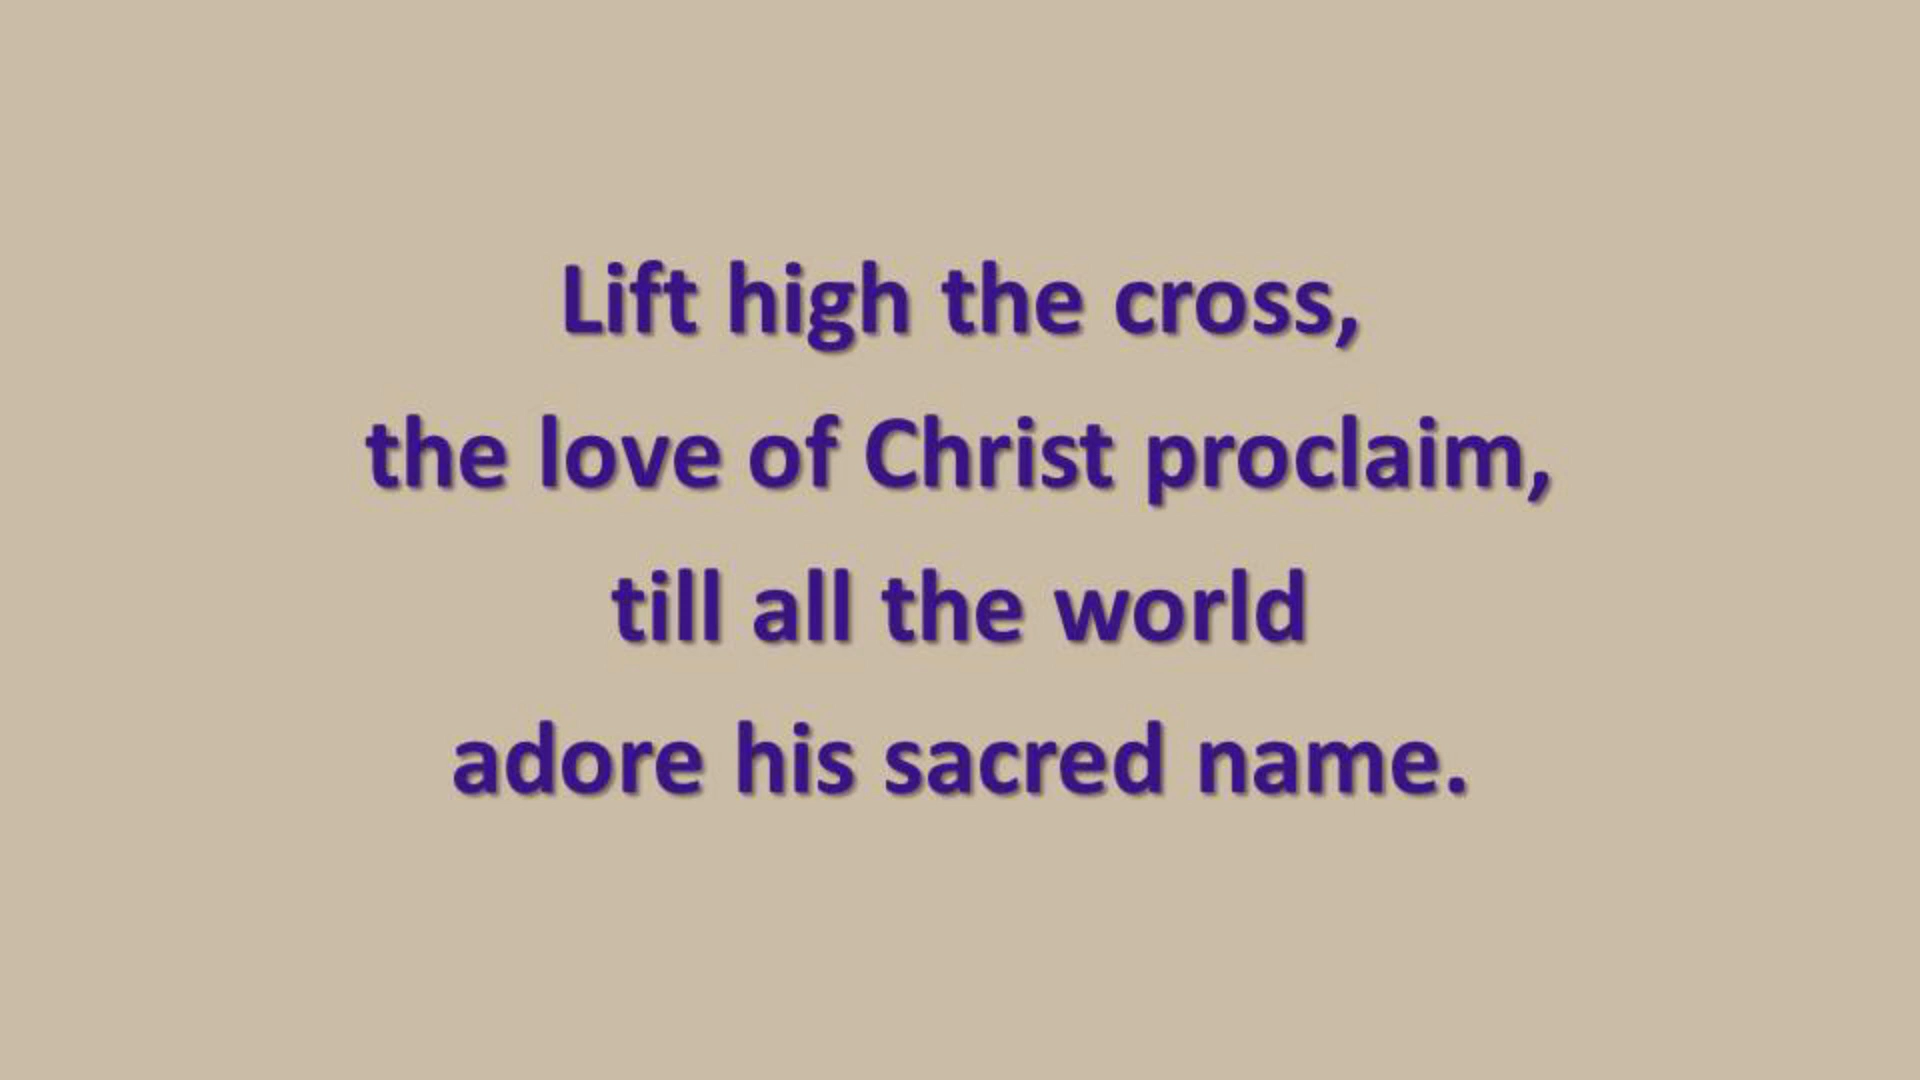 Lift high the cross,
the love of Christ proclaim,
till all the world
adore his sacred name.